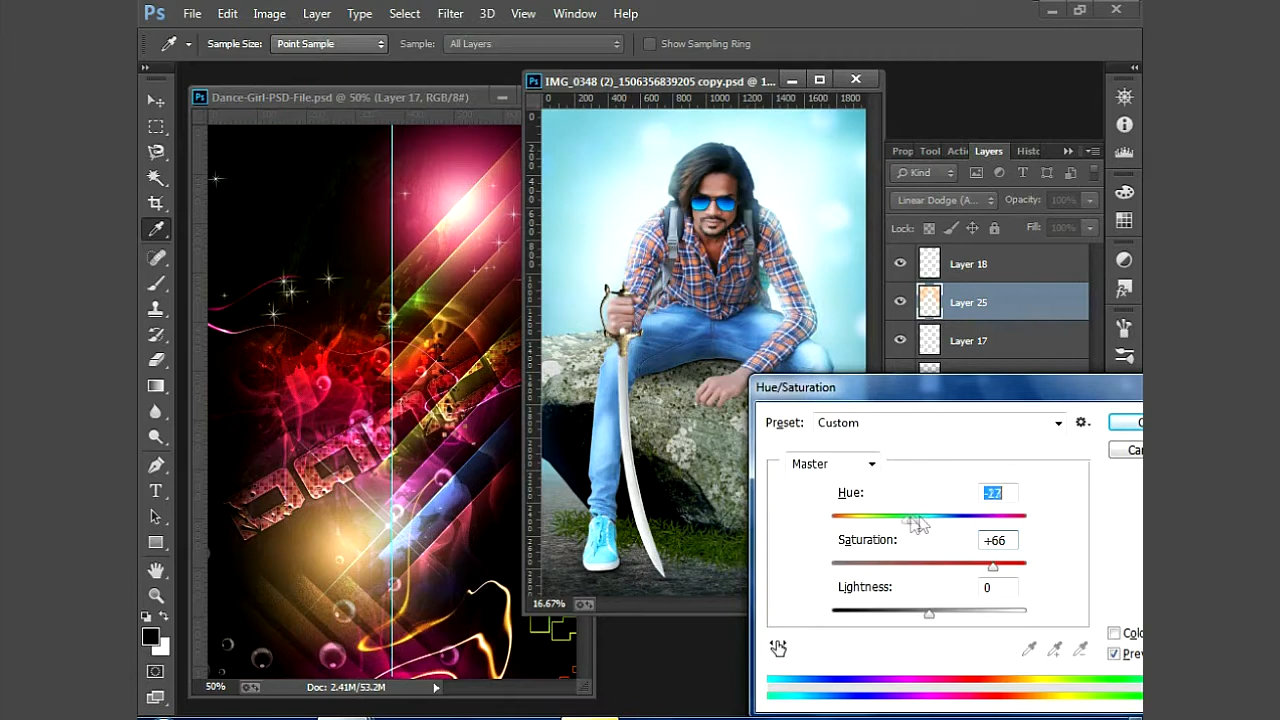 Ps File Edit Image Layer Type Select Filter 3D View Window Help
Sample Size: Point Sample Sample: All Layers Show Sampling Ring
Ps Dance-Girl-PSD-File.psd @ 50% (Layer 17, RGB/8#)
50% Doc: 2.41M/53.2M
Ps IMG_0348 (2)_1506356839205 copy.psd @ 1...
0 200 400 600 800 1000 1200 1400 1600 1800
16.67%
Prop Tool Acti Layers Histc
Kind
Linear Dodge (A... Opacity: 100%
Lock: Fill: 100%
Layer 18
Layer 25
Layer 17
Hue/Saturation
Preset: Custom
Car
Master
Hue: -27
Saturation: +66
Lightness: 0
Colo
Prev